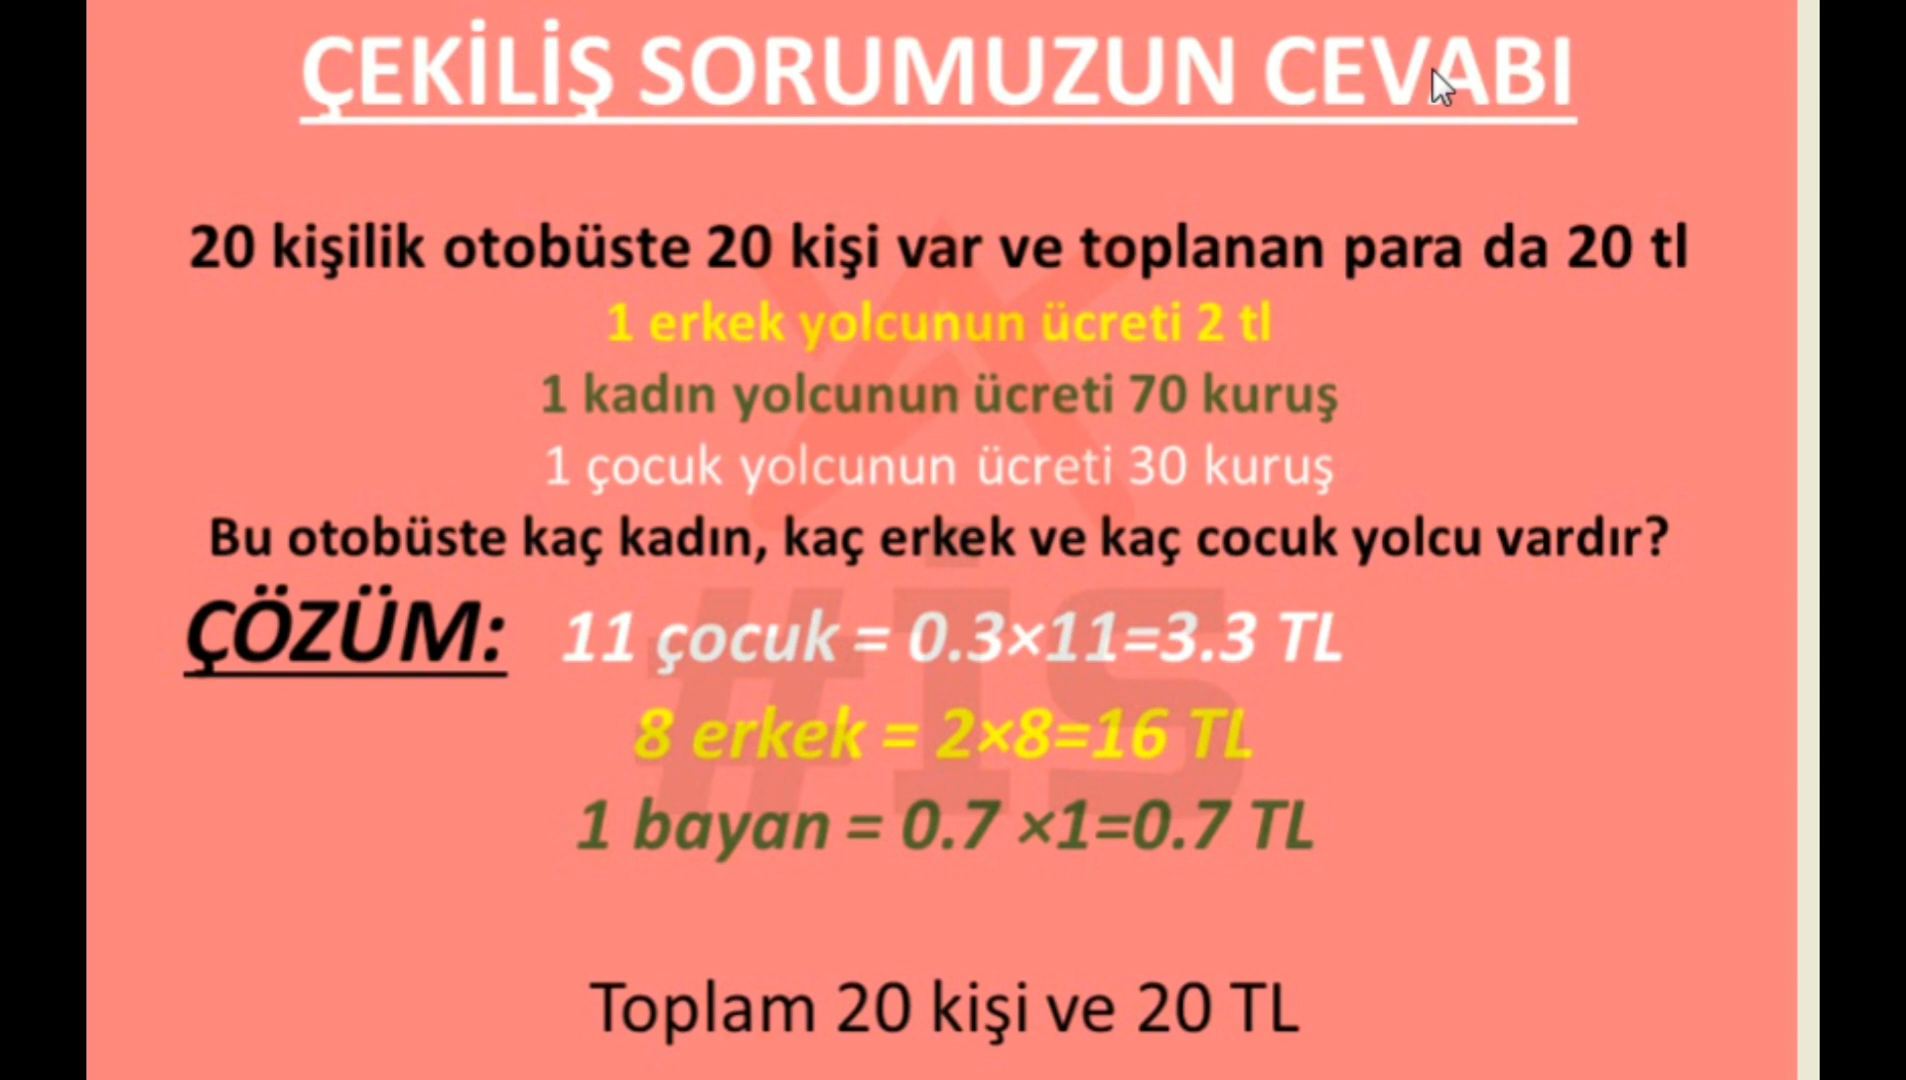 ÇEKİLİŞ SORUMUZUN CEVABI
20 kişilik otobüste 20 kişi var ve toplanan para da 20 tl
1 erkek yolcunun ücreti 2 tl
1 kadın yolcunun ücreti 70 kuruş
1 çocuk yolcunun ücreti 30 kuruş
Bu otobüste kaç kadın, kaç erkek ve kaç cocuk yolcu vardır?
ÇÖZÜM: 11 çocuk = 0.3×11=3.3 TL
8 erkek = 2×8=16 TL
1 bayan = 0.7 ×1=0.7 TL
Toplam 20 kişi ve 20 TL
#is